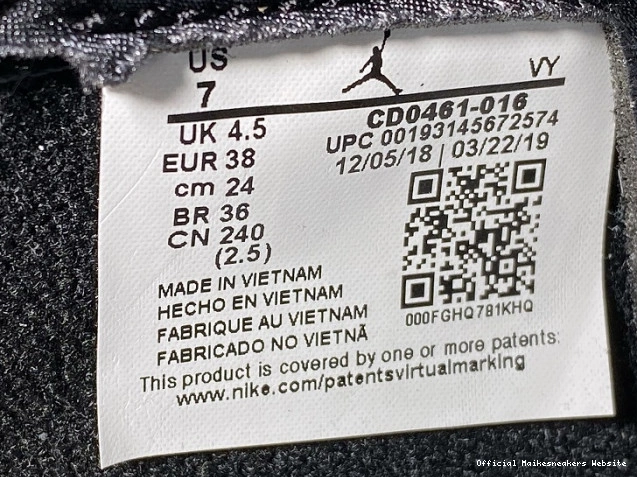 US
7
VY
CD0461-016
UPC 00193145672574
12/05/18 | 03/22/19
UK 4.5
EUR 38
cm 24
BR 36
CN 240
(2.5)
000FGHQ781KHQ
MADE IN VIETNAM
HECHO EN VIETNAM
FABRIQUE AU VIETNAM
FABRICADO NO VIETNÃ
This product is covered by one or more patents:
www.nike.com/patentsvirtualmarking
Official Maikesneakers Website